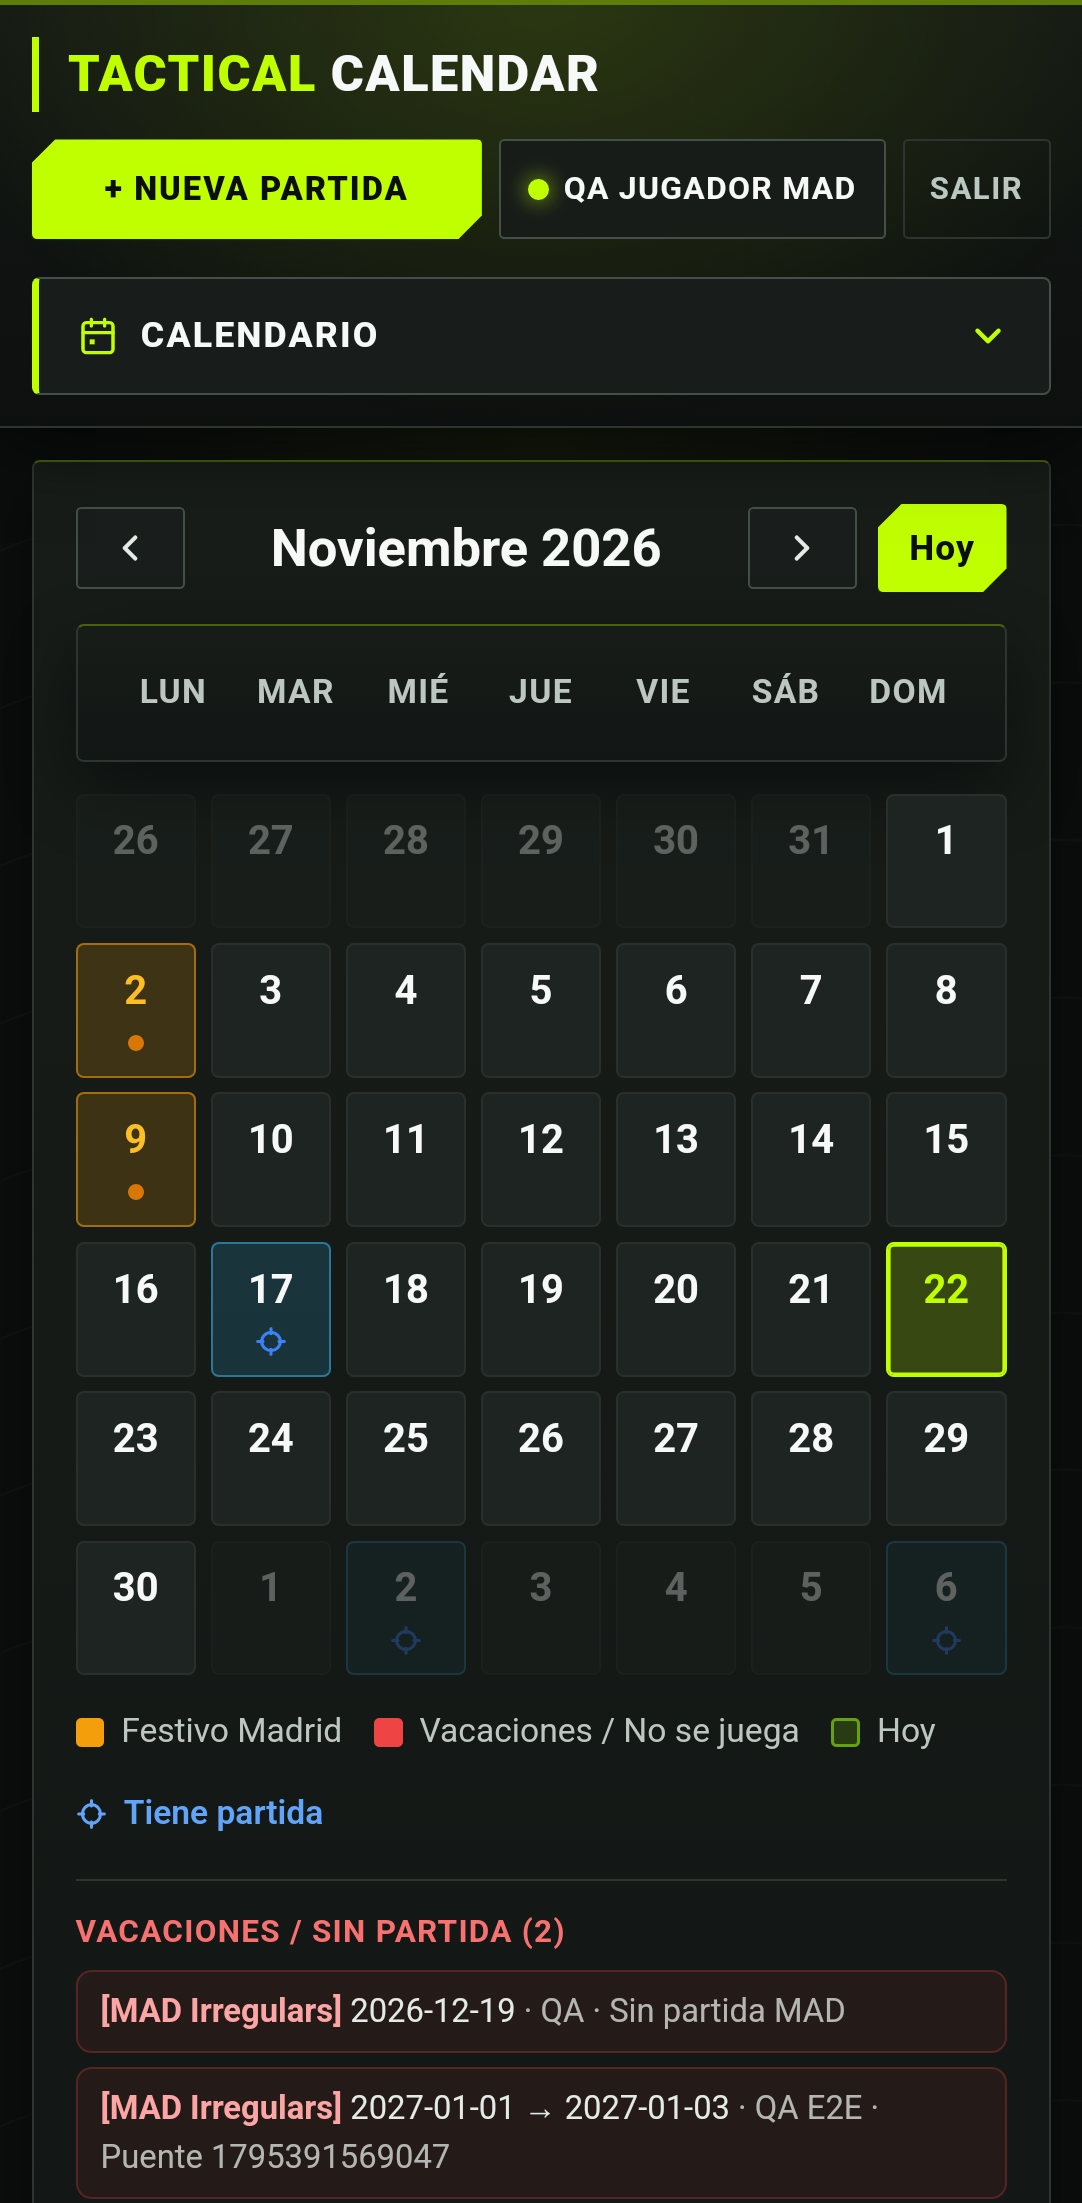 TACTICAL CALENDAR
+ NUEVA PARTIDA
QA JUGADOR MAD
SALIR
CALENDARIO
Noviembre 2026
Hoy
LUN MAR MIÉ JUE VIE SÁB DOM
26 27 28 29 30 31 1
2 3 4 5 6 7 8
9 10 11 12 13 14 15
16 17 18 19 20 21 22
23 24 25 26 27 28 29
30 1 2 3 4 5 6
Festivo Madrid Vacaciones / No se juega Hoy
Tiene partida
VACACIONES / SIN PARTIDA (2)
[MAD Irregulars] 2026-12-19 · QA · Sin partida MAD
[MAD Irregulars] 2027-01-01 → 2027-01-03 · QA E2E ·
Puente 1795391569047